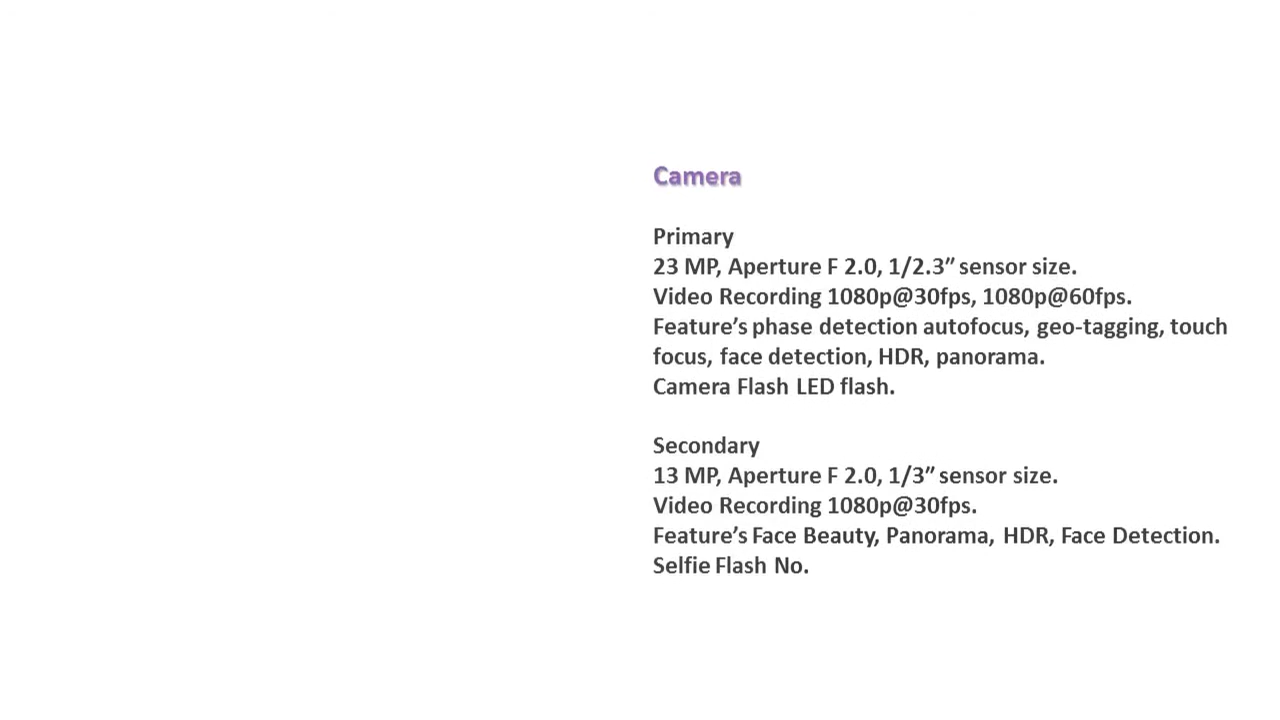 Camera
Primary
23 MP, Aperture F 2.0, 1/2.3” sensor size.
Video Recording 1080p@30fps, 1080p@60fps.
Feature’s phase detection autofocus, geo-tagging, touch
focus, face detection, HDR, panorama.
Camera Flash LED flash.
Secondary
13 MP, Aperture F 2.0, 1/3” sensor size.
Video Recording 1080p@30fps.
Feature’s Face Beauty, Panorama, HDR, Face Detection.
Selfie Flash No.